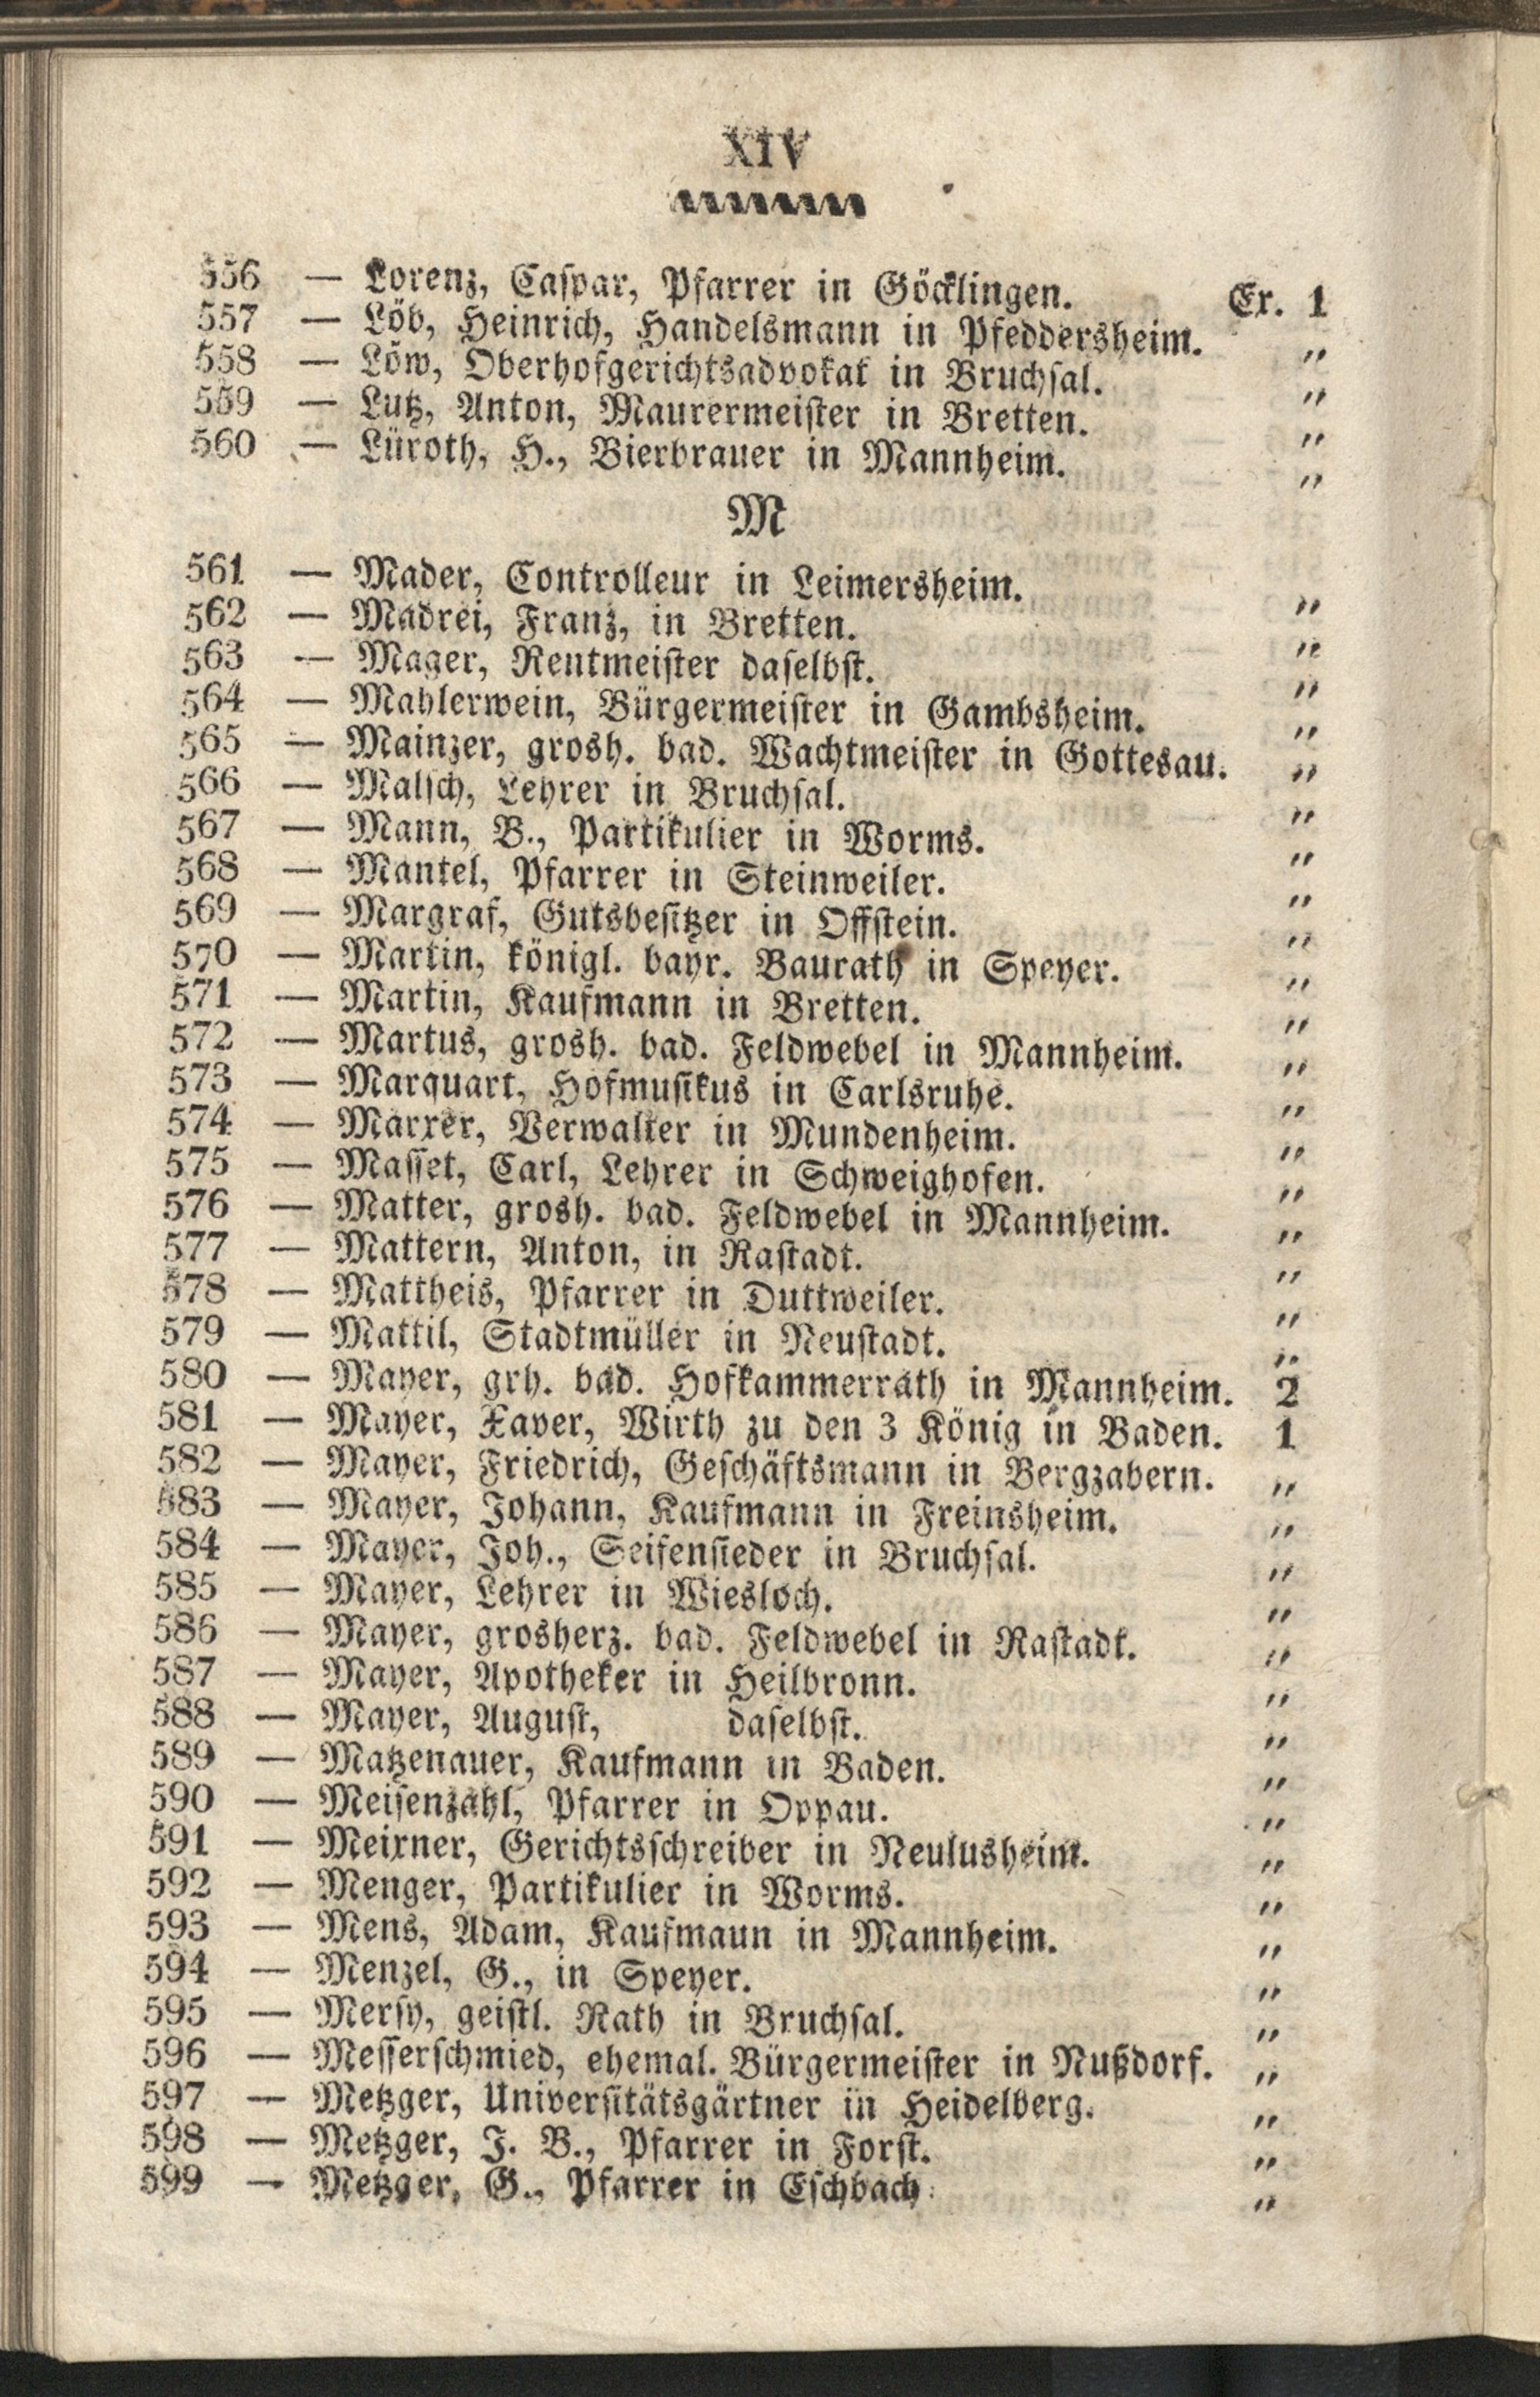 XIV
556 — Lorenz, Caspar, Pfarrer in Göcklingen. Ex. 1
557 — Löb, Heinrich, Handelsmann in Pfeddersheim. „
558 — Löw, Oberhofgerichtsadvokat in Bruchsal. „
559 — Lutz, Anton, Maurermeister in Bretten. „
560 — Lüroth, H., Bierbrauer in Mannheim. „
M
561 — Mader, Controlleur in Leimersheim. „
562 — Madrei, Franz, in Bretten. „
563 — Mager, Rentmeister daselbst. „
564 — Mahlerwein, Bürgermeister in Gambsheim. „
565 — Mainzer, grosh. bad. Wachtmeister in Gottesau. „
566 — Malsch, Lehrer in Bruchsal. „
567 — Mann, B., Partikulier in Worms. „
568 — Mantel, Pfarrer in Steinweiler. „
569 — Margraf, Gutsbesitzer in Offstein. „
570 — Martin, königl. bayr. Baurath in Speyer. „
571 — Martin, Kaufmann in Bretten. „
572 — Martus, grosh. bad. Feldwebel in Mannheim. „
573 — Marquart, Hofmusikus in Carlsruhe. „
574 — Marxer, Verwalter in Mundenheim. „
575 — Masset, Carl, Lehrer in Schweighofen. „
576 — Matter, grosh. bad. Feldwebel in Mannheim. „
577 — Mattern, Anton, in Rastadt. „
578 — Mattheis, Pfarrer in Duttweiler. „
579 — Mattil, Stadtmüller in Neustadt. „
580 — Mayer, grh. bad. Hofkammerrath in Mannheim. 2
581 — Mayer, Xaver, Wirth zu den 3 König in Baden. 1
582 — Mayer, Friedrich, Geschäftsmann in Bergzabern. „
583 — Mayer, Johann, Kaufmann in Freinsheim. „
584 — Mayer, Joh., Seifensieder in Bruchsal. „
585 — Mayer, Lehrer in Wiesloch. „
586 — Mayer, grosherz. bad. Feldwebel in Rastadt. „
587 — Mayer, Apotheker in Heilbronn. „
588 — Mayer, August, daselbst. „
589 — Matzenauer, Kaufmann in Baden. „
590 — Meisenzahl, Pfarrer in Oppau. „
591 — Meixner, Gerichtsschreiber in Neulusheim. „
592 — Menger, Partikulier in Worms. „
593 — Mens, Adam, Kaufmaun in Mannheim. „
594 — Menzel, G., in Speyer. „
595 — Mersy, geistl. Rath in Bruchsal. „
596 — Messerschmied, ehemal. Bürgermeister in Nußdorf. „
597 — Metzger, Universitätsgärtner in Heidelberg. „
598 — Metzger, J. B., Pfarrer in Forst. „
599 — Metzger, G., Pfarrer in Eschbach. „